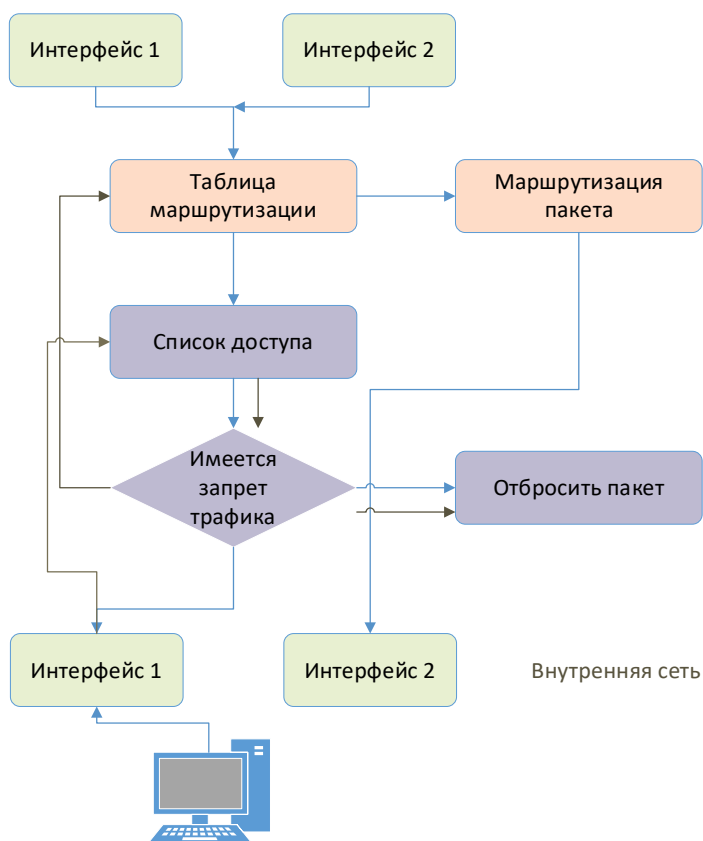 Интерфейс 1
Интерфейс 2
Таблица
маршрутизации
Маршрутизация
пакета
Список доступа
Имеется
запрет
трафика
Отбросить пакет
Интерфейс 1
Интерфейс 2
Внутренняя сеть